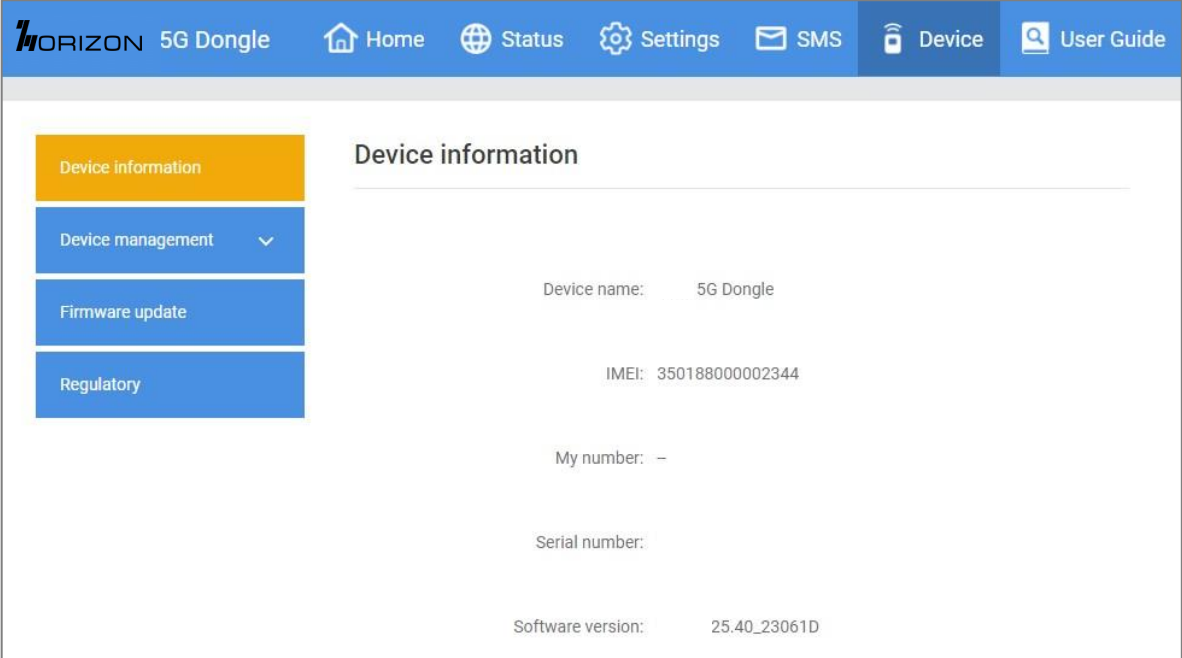 HORIZON 5G Dongle Home Status Settings SMS Device User Guide
Device information
Device management
Firmware update
Regulatory
Device information
Device name: 5G Dongle
IMEI: 350188000002344
My number: –
Serial number:
Software version: 25.40_23061D